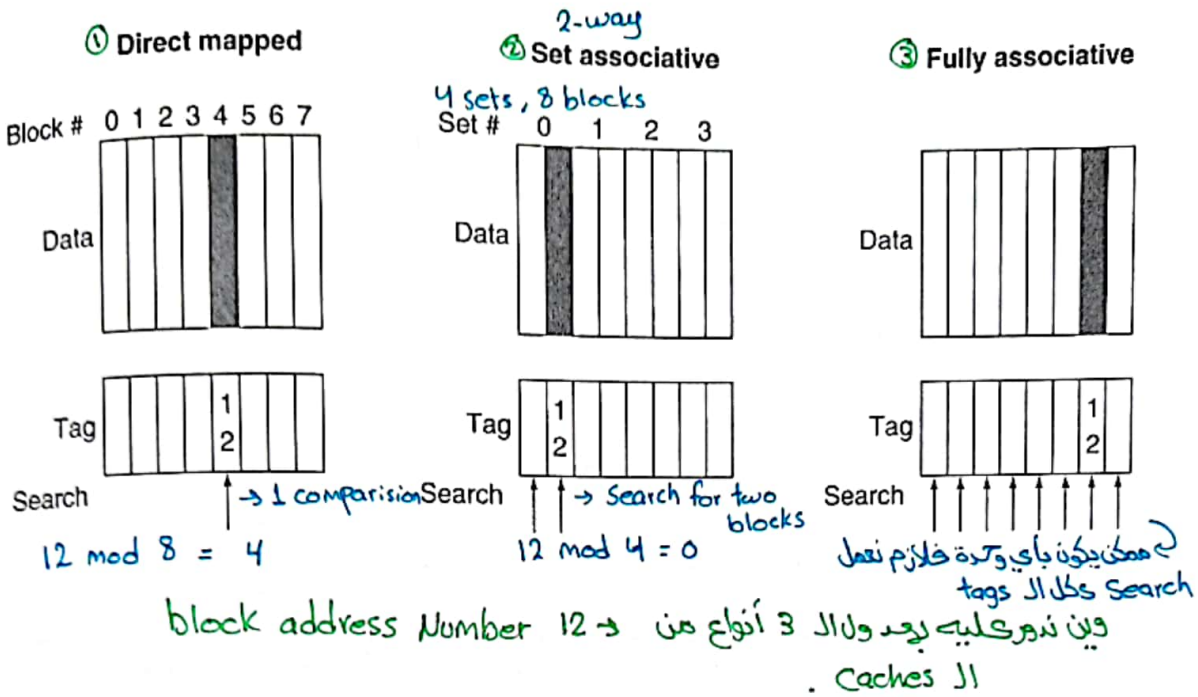 ① Direct mapped
Block # 0 1 2 3 4 5 6 7
Data
Tag
1
2
Search
→ 1 comparision
12 mod 8 = 4
2-way
② Set associative
4 sets, 8 blocks
Set # 0 1 2 3
Data
Tag
1
2
Search
→ Search for two
blocks
12 mod 4 = 0
③ Fully associative
Data
Tag
1
2
Search
ممكن يكون بأي وحدة فلازم نعمل
Search عكل ال tags
block address Number 12 → وين ندور عليه بهدول ال 3 أنواع من
ال caches .